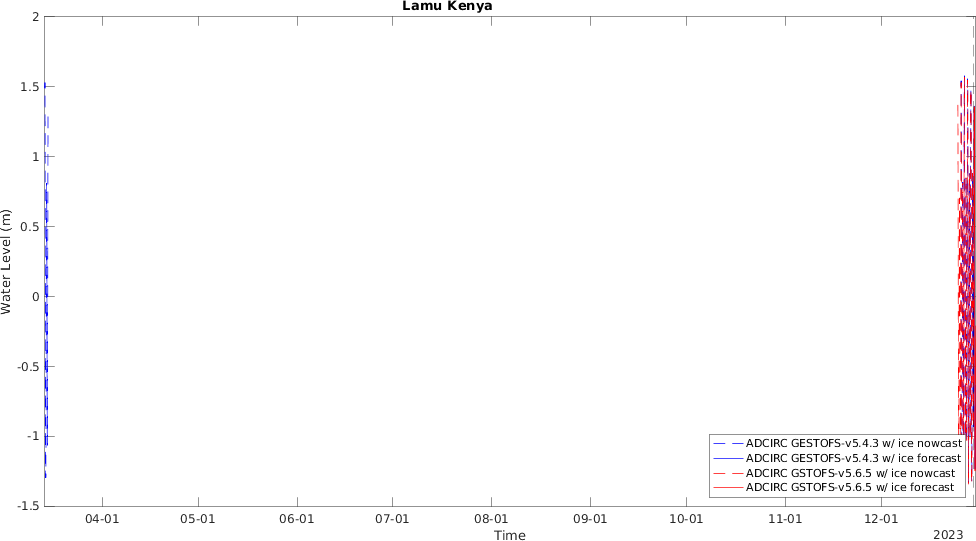 Lamu Kenya
Water Level (m)
2
1.5
1
0.5
0
-0.5
-1
-1.5
ADCIRC GESTOFS-v5.4.3 w/ ice nowcast
ADCIRC GESTOFS-v5.4.3 w/ ice forecast
ADCIRC GSTOFS-v5.6.5 w/ ice nowcast
ADCIRC GSTOFS-v5.6.5 w/ ice forecast
04-01 05-01 06-01 07-01 08-01 09-01 10-01 11-01 12-01
Time
2023